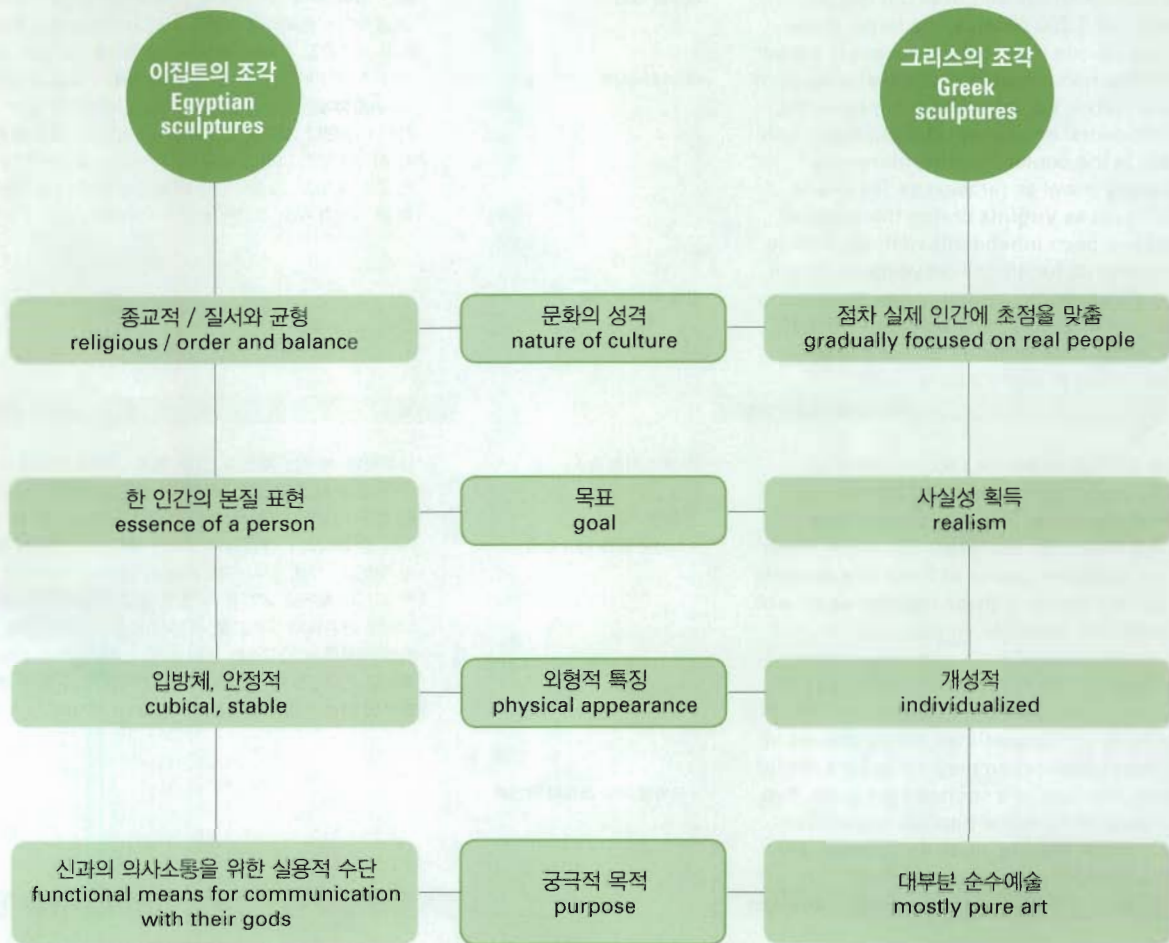 이집트의 조각
Egyptian
sculptures
그리스의 조각
Greek
sculptures
종교적 / 질서와 균형
religious / order and balance
문화의 성격
nature of culture
점차 실제 인간에 초점을 맞춤
gradually focused on real people
한 인간의 본질 표현
essence of a person
목표
goal
사실성 획득
realism
입방체, 안정적
cubical, stable
외형적 특징
physical appearance
개성적
individualized
신과의 의사소통을 위한 실용적 수단
functional means for communication
with their gods
궁극적 목적
purpose
대부분 순수예술
mostly pure art